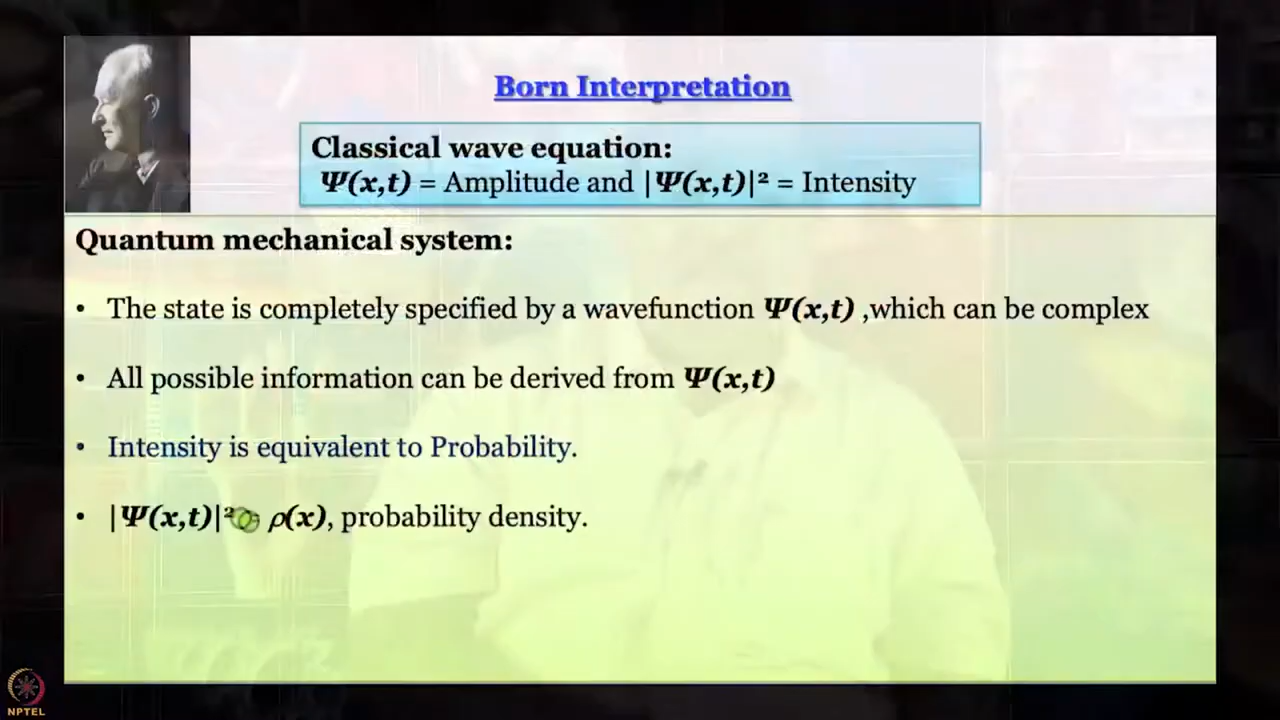 Born Interpretation
Classical wave equation:
Ψ(x,t) = Amplitude and |Ψ(x,t)|² = Intensity
Quantum mechanical system:
• The state is completely specified by a wavefunction Ψ(x,t) ,which can be complex
• All possible information can be derived from Ψ(x,t)
• Intensity is equivalent to Probability.
• |Ψ(x,t)|² ρ(x), probability density.
NPTEL